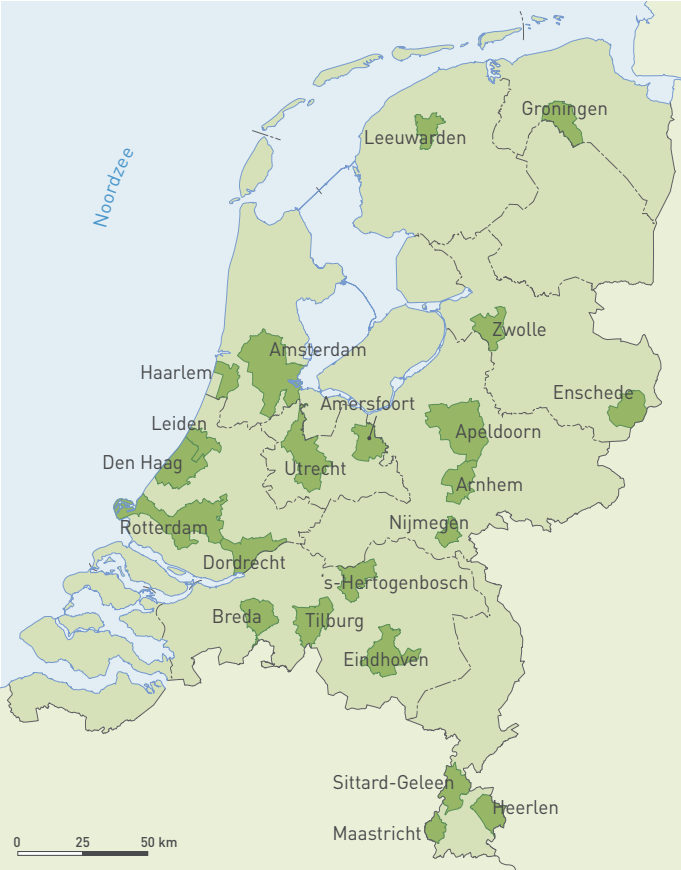 Groningen
Leeuwarden
Noordzee
Zwolle
Amsterdam
Haarlem
Enschede
Amersfoort
Leiden
Apeldoorn
Den Haag
Utrecht
Arnhem
Rotterdam
Nijmegen
Dordrecht
's-Hertogenbosch
Breda
Tilburg
Eindhoven
Sittard-Geleen
Heerlen
Maastricht
0 25 50 km